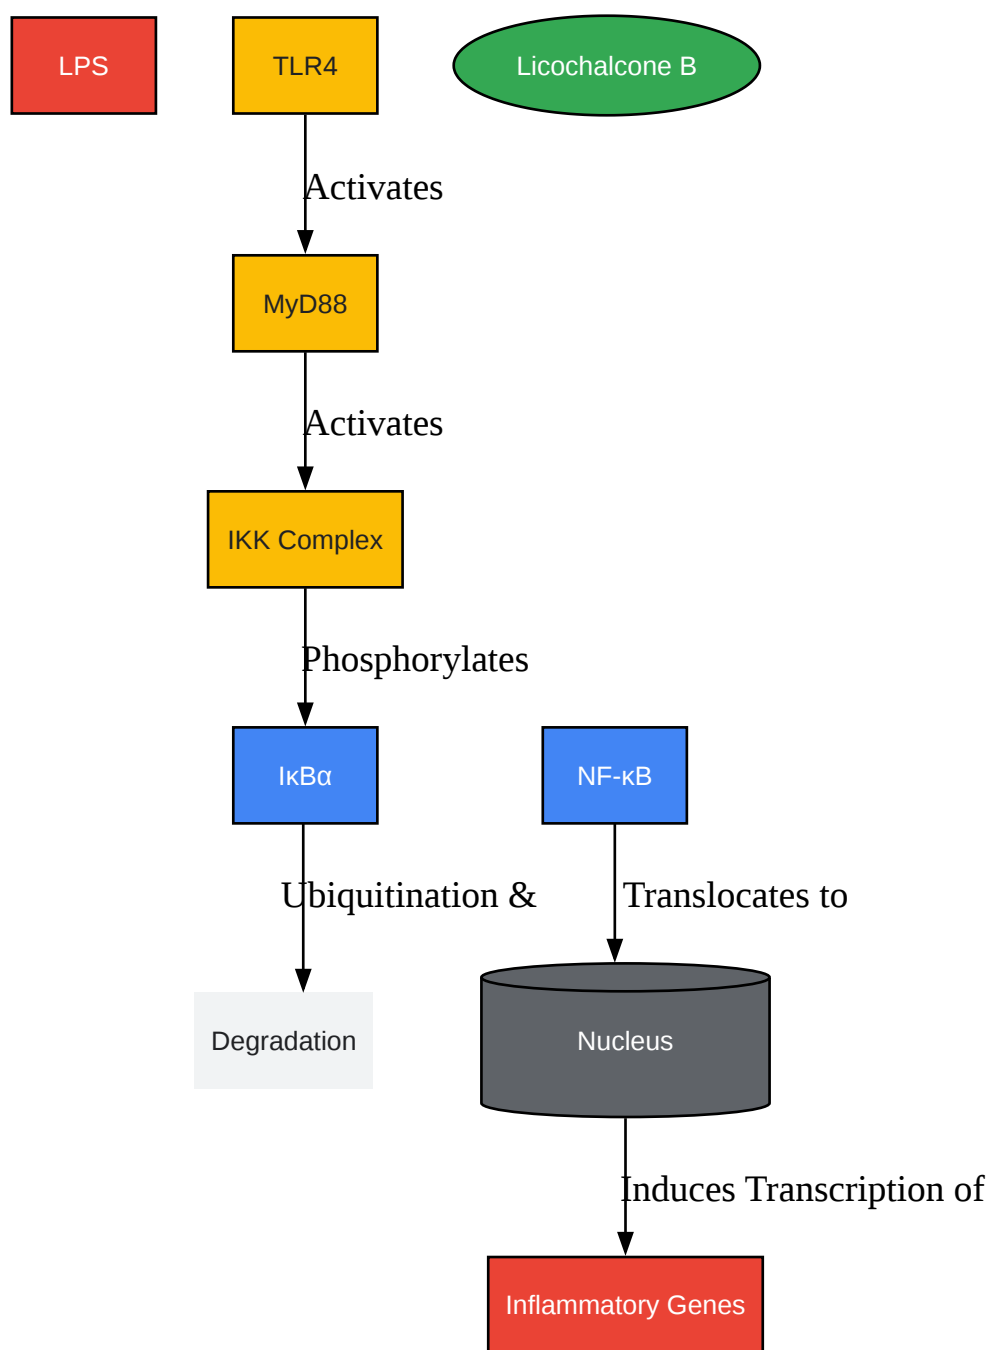 LPS
TLR4
Licochalcone B
Activates
MyD88
Activates
IKK Complex
Phosphorylates
IκBα
NF-κB
Ubiquitination &
Translocates to
Degradation
Nucleus
Induces Transcription of
Inflammatory Genes